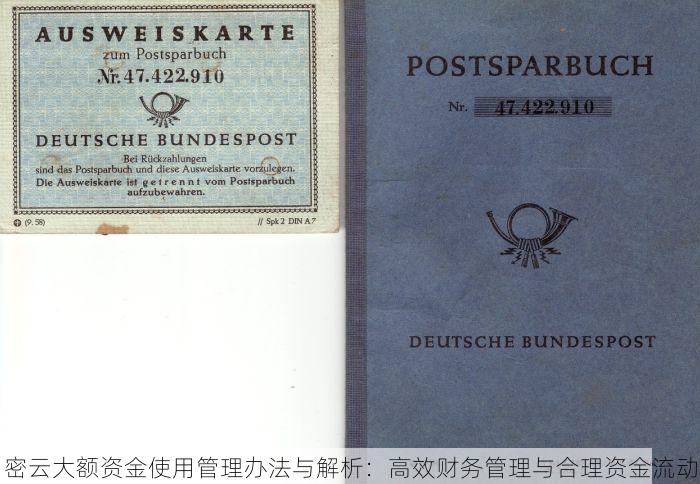 AUSWEISKARTE
zum Postsparbuch
Nr. 47.422.910
DEUTSCHE BUNDESPOST
Bei Rückzahlungen
sind das Postsparbuch und diese Ausweiskarte vorzulegen.
Die Ausweiskarte ist getrennt vom Postsparbuch
aufzubewahren.
(9. 58)
// Spk 2 DIN A 7
POSTSPARBUCH
Nr. 47.422.910
DEUTSCHE BUNDESPOST
密云大额资金使用管理办法与解析：高效财务管理与合理资金流动